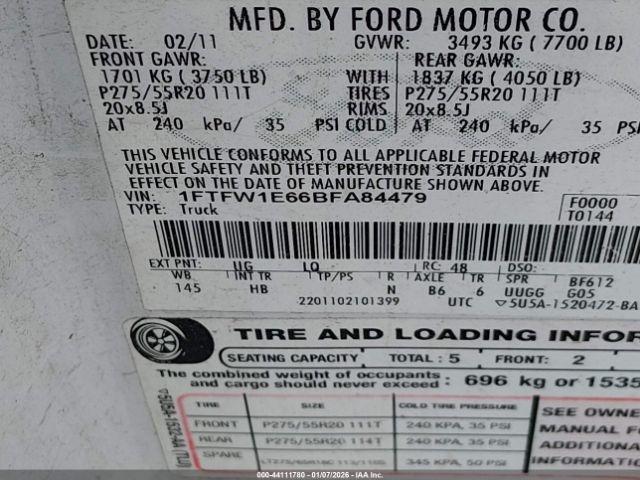 MFD. BY FORD MOTOR CO.
DATE: 02/11 GVWR: 3493 KG ( 7700 LB)
FRONT GAWR: REAR GAWR:
1701 KG ( 3750 LB) WITH 1837 KG ( 4050 LB)
P275/55R20 111T TIRES P275/55R20 111T
20x8.5J RIMS 20x8.5J
AT 240 kPa/ 35 PSI COLD AT 240 kPa/ 35 PSI
THIS VEHICLE CONFORMS TO ALL APPLICABLE FEDERAL MOTOR
VEHICLE SAFETY AND THEFT PREVENTION STANDARDS IN
EFFECT ON THE DATE OF MANUFACTURE SHOWN ABOVE.
VIN: 1FTFW1E66BFA84479 F0000
TYPE: Truck T0144
EXT PNT: UG LQ RC: 48 DSO:
WB INT TR TP/PS R AXLE TR SPR BF612
145 HB N B6 6 UUGG G05
2201102101399 UTC ▽5U5A-1520472-BA
TIRE AND LOADING INFOR
SEATING CAPACITY TOTAL : 5 FRONT: 2
The combined weight of occupants
and cargo should never exceed : 696 kg or 1535
TIRE SIZE COLD TIRE PRESSURE SEE OWNE
FRONT P275/55R20 111T 240 KPA, 35 PSI MANUAL FO
REAR P275/55R20 114T 240 KPA, 35 PSI ADDITIONA
SPARE 345 KPA, 50 PSI INFORMATION
000-44111780 - 01/07/2026 - IAAI.com